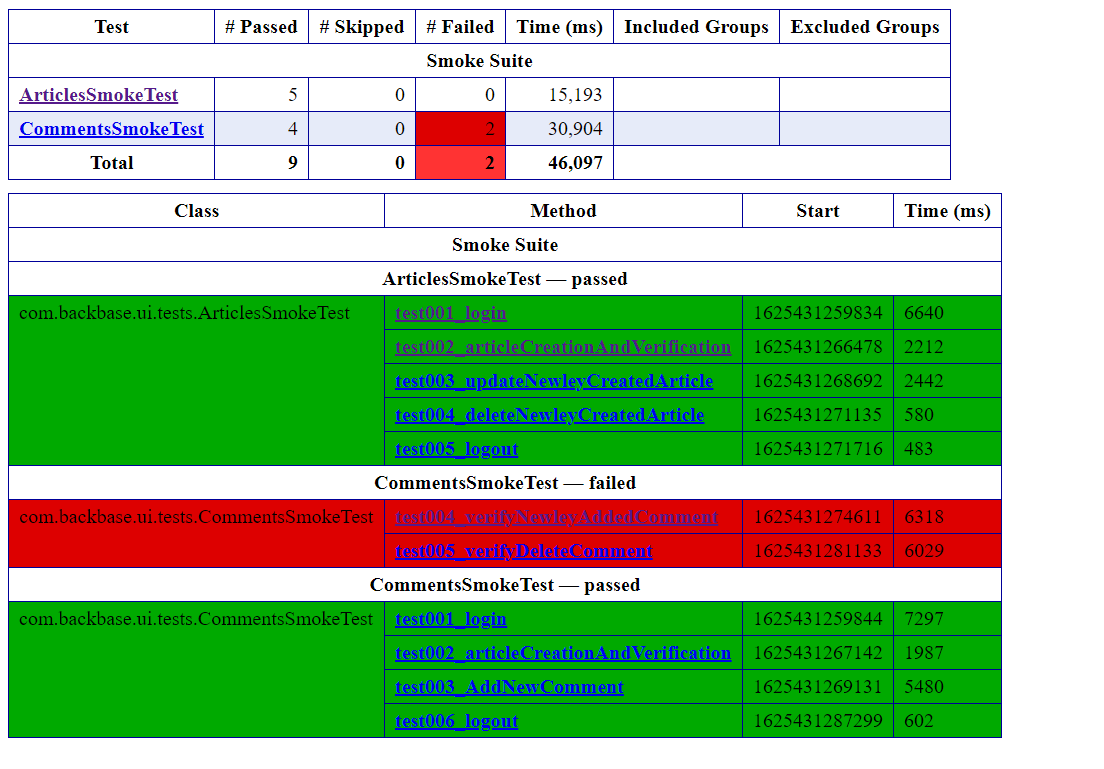 Test # Passed # Skipped # Failed Time (ms) Included Groups Excluded Groups
Smoke Suite
ArticlesSmokeTest 5 0 0 15,193
CommentsSmokeTest 4 0 2 30,904
Total 9 0 2 46,097
Class Method Start Time (ms)
Smoke Suite
ArticlesSmokeTest — passed
com.backbase.ui.tests.ArticlesSmokeTest test001_login 1625431259834 6640
test002_articleCreationAndVerification 1625431266478 2212
test003_updateNewleyCreatedArticle 1625431268692 2442
test004_deleteNewleyCreatedArticle 1625431271135 580
test005_logout 1625431271716 483
CommentsSmokeTest — failed
com.backbase.ui.tests.CommentsSmokeTest test004_verifyNewleyAddedComment 1625431274611 6318
test005_verifyDeleteComment 1625431281133 6029
CommentsSmokeTest — passed
com.backbase.ui.tests.CommentsSmokeTest test001_login 1625431259844 7297
test002_articleCreationAndVerification 1625431267142 1987
test003_AddNewComment 1625431269131 5480
test006_logout 1625431287299 602